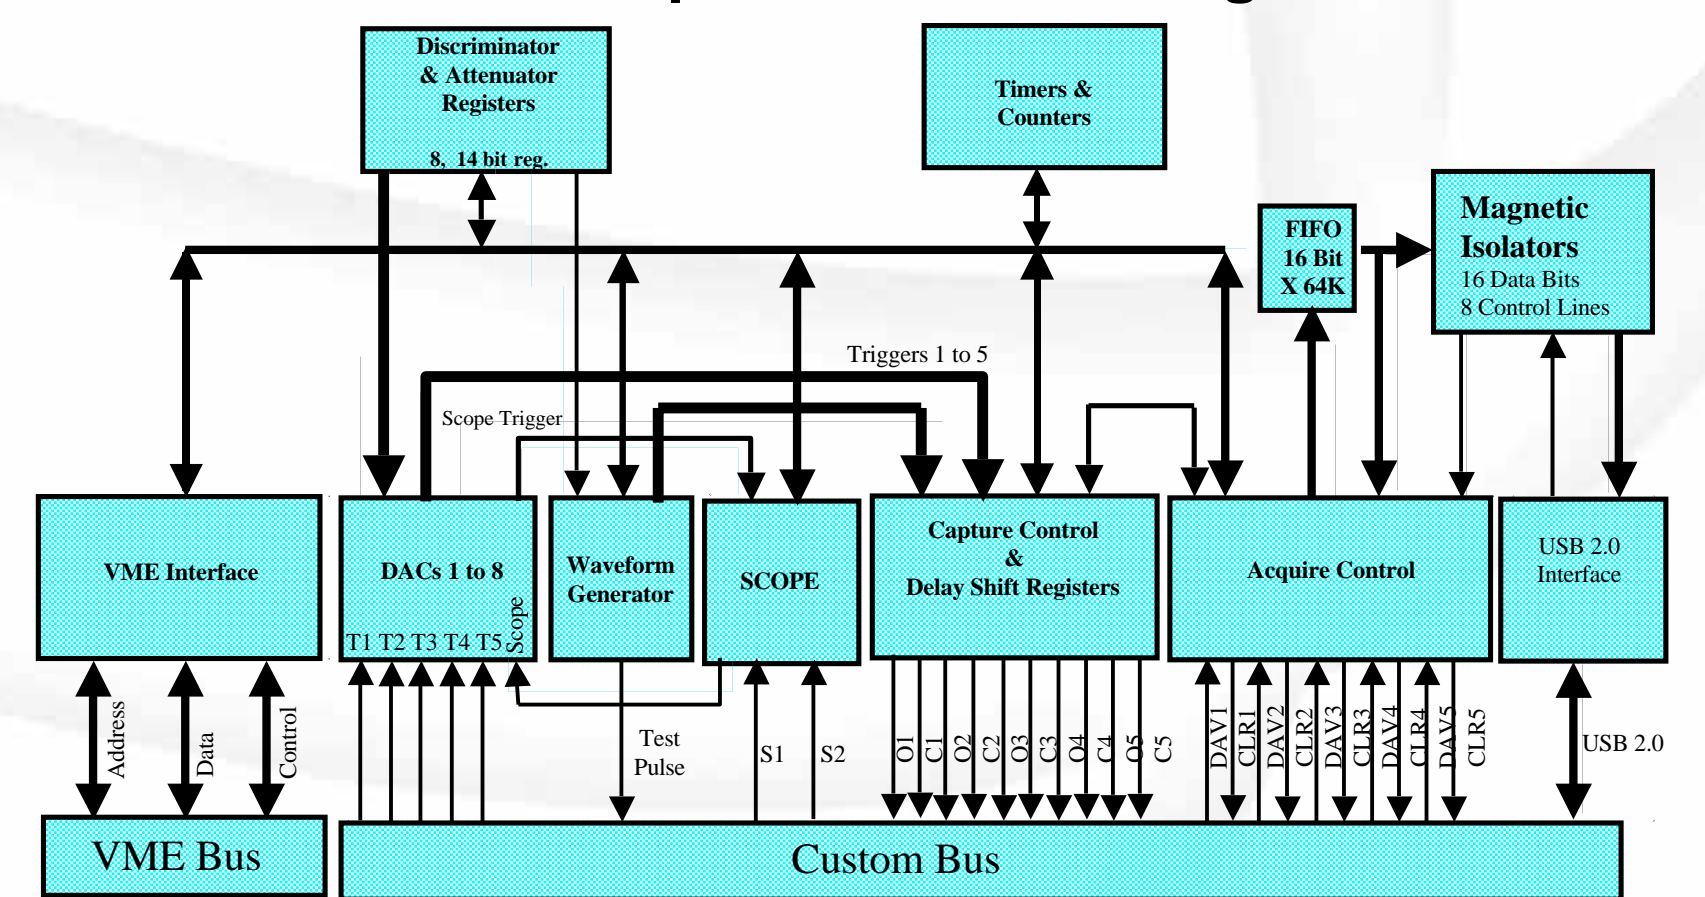 Discriminator
& Attenuator
Registers
8, 14 bit reg.
Timers &
Counters
FIFO
16 Bit
X 64K
Magnetic
Isolators
16 Data Bits
8 Control Lines
Triggers 1 to 5
Scope Trigger
VME Interface
DACs 1 to 8
T1 T2 T3 T4 T5
Scope
Waveform
Generator
SCOPE
Capture Control
&
Delay Shift Registers
Acquire Control
USB 2.0
Interface
Address
Data
Control
Test
Pulse
S1
S2
O1
C1
O2
C2
O3
C3
O4
C4
O5
C5
DAV1
CLR1
DAV2
CLR2
DAV3
CLR3
DAV4
CLR4
DAV5
CLR5
USB 2.0
VME Bus
Custom Bus